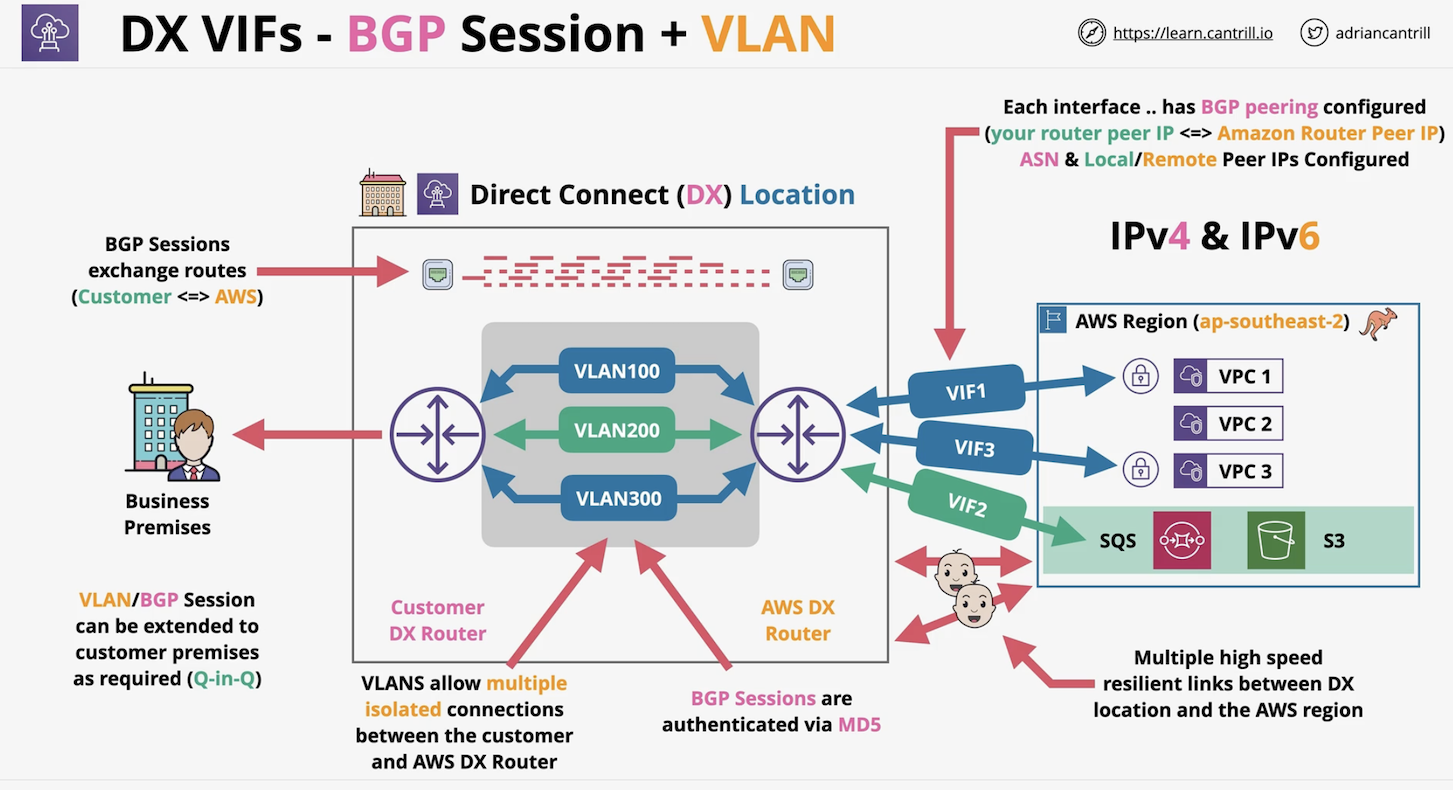 DX VIFs - BGP Session + VLAN
https://learn.cantrill.io
adriancantrill
Each interface .. has BGP peering configured
(your router peer IP <=> Amazon Router Peer IP)
ASN & Local/Remote Peer IPs Configured
Direct Connect (DX) Location
IPv4 & IPv6
BGP Sessions
exchange routes
(Customer <=> AWS)
AWS Region (ap-southeast-2)
VLAN100
VLAN200
VLAN300
VIF1
VIF3
VIF2
VPC 1
VPC 2
VPC 3
SQS
S3
Business
Premises
Customer
DX Router
AWS DX
Router
VLAN/BGP Session
can be extended to
customer premises
as required (Q-in-Q)
VLANS allow multiple
isolated connections
between the customer
and AWS DX Router
BGP Sessions are
authenticated via MD5
Multiple high speed
resilient links between DX
location and the AWS region